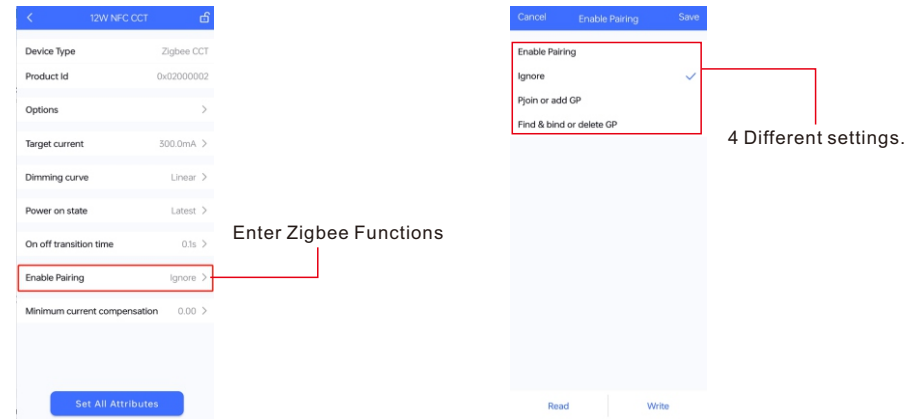 12W NFC CCT
Device Type Zigbee CCT
Product Id 0x02000002
Options
Target current 300.0mA
Dimming curve Linear
Power on state Latest
On off transition time 0.1s
Enable Pairing Ignore
Minimum current compensation 0.00
Set All Attributes
Enter Zigbee Functions
Cancel Enable Pairing Save
Enable Pairing
Ignore
Pjoin or add GP
Find & bind or delete GP
Read Write
4 Different settings.